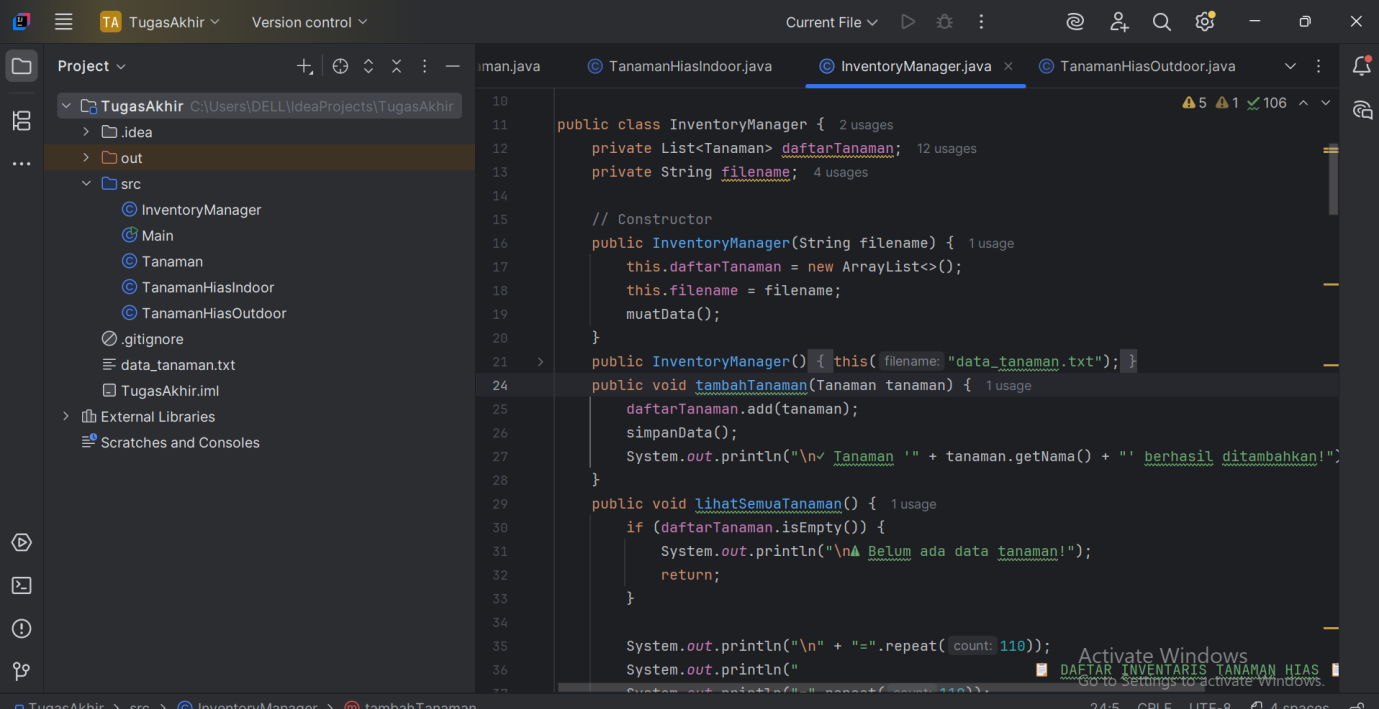 TA TugasAkhir Version control Current File
Project
man.java TanamanHiasIndoor.java InventoryManager.java TanamanHiasOutdoor.java
TugasAkhir C:\Users\DELL\IdeaProjects\TugasAkhir
.idea
out
src
InventoryManager
Main
Tanaman
TanamanHiasIndoor
TanamanHiasOutdoor
.gitignore
data_tanaman.txt
TugasAkhir.iml
External Libraries
Scratches and Consoles
5 1 106
10
11 public class InventoryManager { 2 usages
12 private List<Tanaman> daftarTanaman; 12 usages
13 private String filename; 4 usages
14
15 // Constructor
16 public InventoryManager(String filename) { 1 usage
17 this.daftarTanaman = new ArrayList<>();
18 this.filename = filename;
19 muatData();
20 }
21 public InventoryManager() { this( filename: "data_tanaman.txt"); }
24 public void tambahTanaman(Tanaman tanaman) { 1 usage
25 daftarTanaman.add(tanaman);
26 simpanData();
27 System.out.println("\n✓ Tanaman '" + tanaman.getNama() + "' berhasil ditambahkan!")
28 }
29 public void lihatSemuaTanaman() { 1 usage
30 if (daftarTanaman.isEmpty()) {
31 System.out.println("\n⚠ Belum ada data tanaman!");
32 return;
33 }
34
35 System.out.println("\n" + "=".repeat( count: 110));
36 System.out.println(" 📋 DAFTAR INVENTARIS TANAMAN HIAS 📋
37 System.out.println("=".repeat( count: 110));
Activate Windows
Go to Settings to activate Windows.
TugasAkhir > src > InventoryManager > tambahTanaman 24:5 CRLF UTF-8 4 spaces